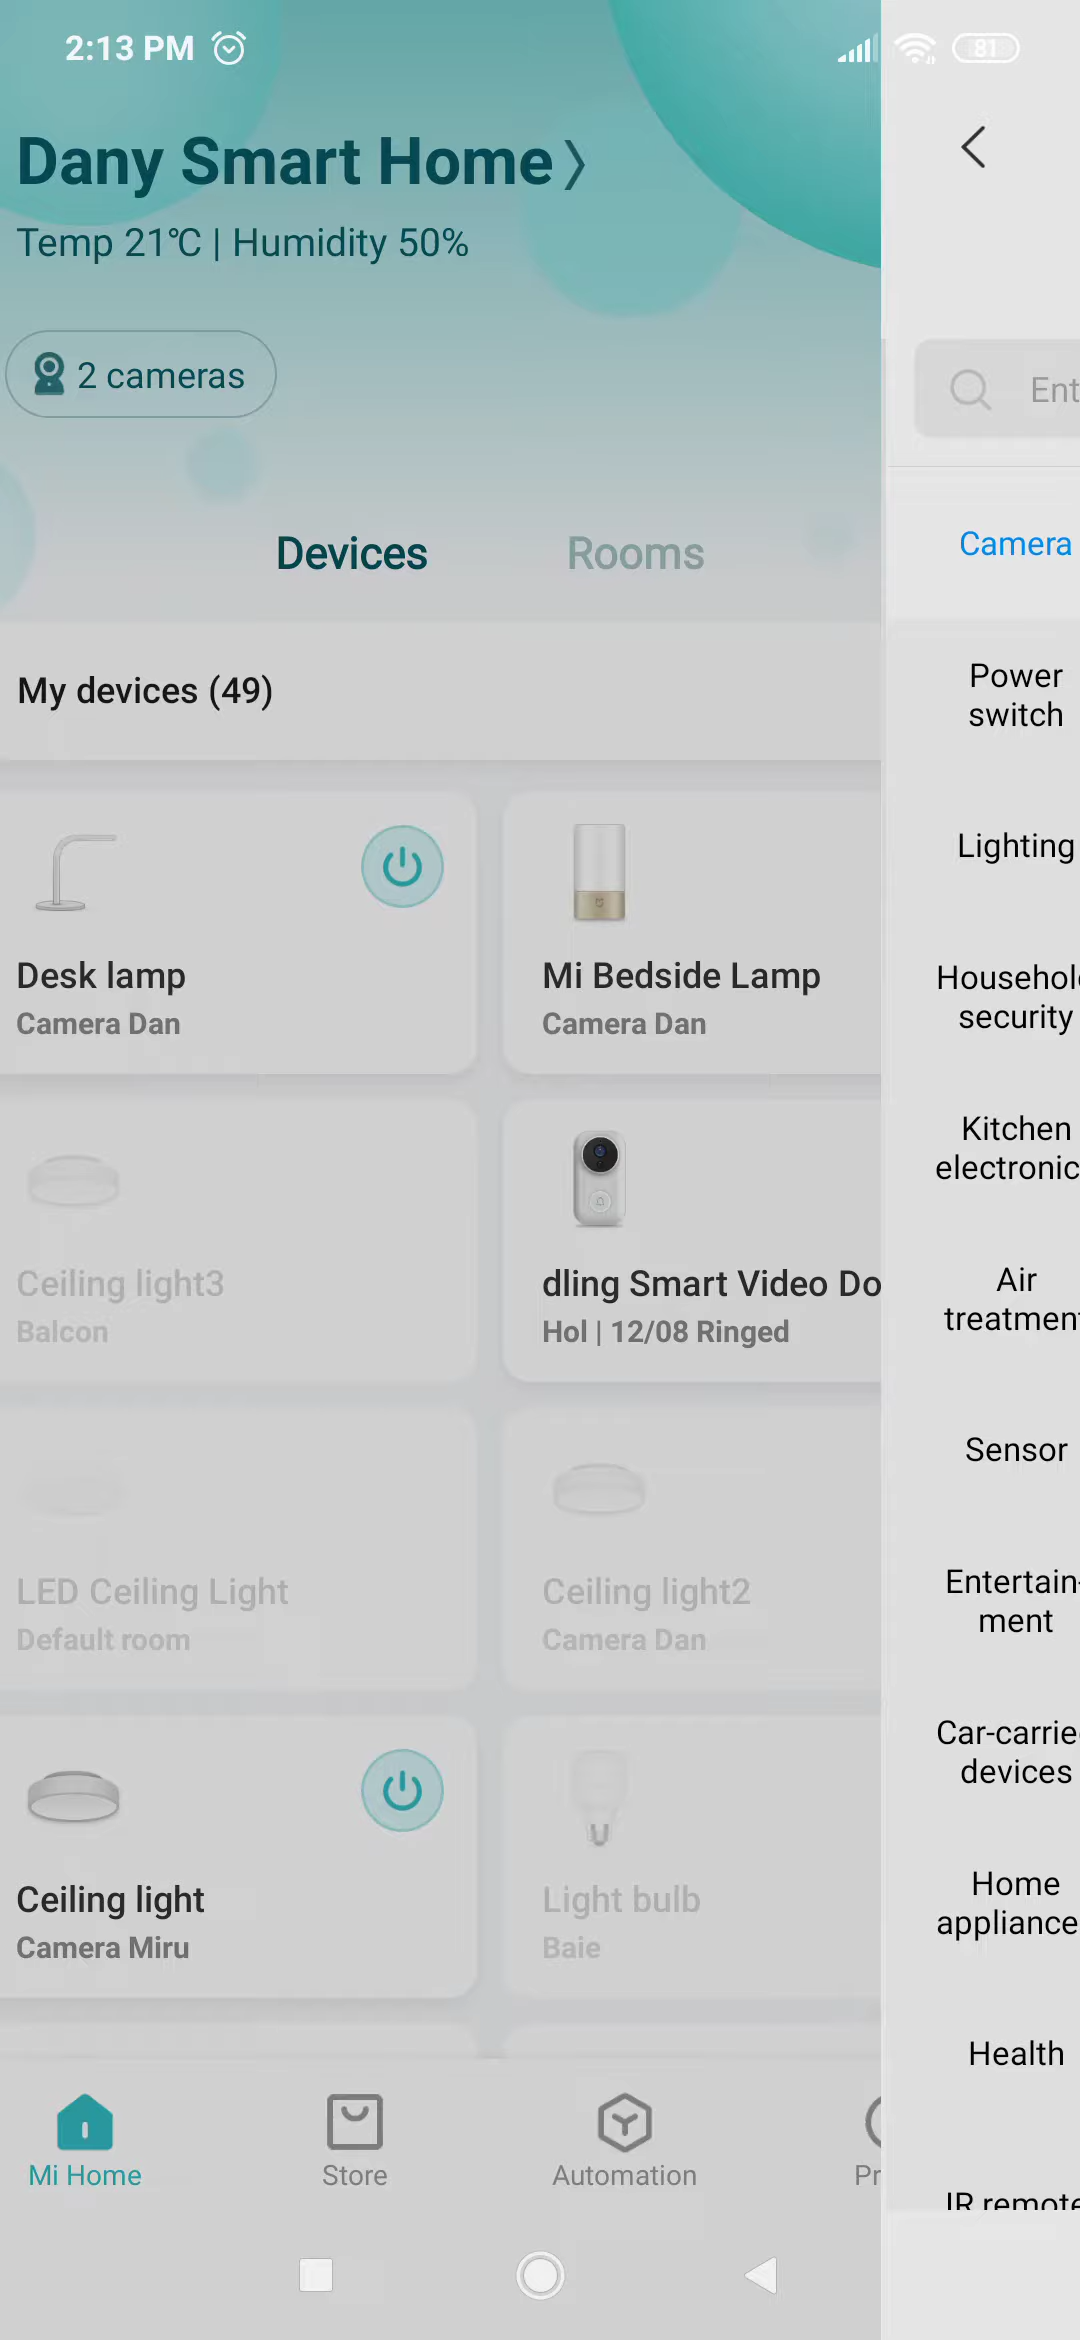 2:13 PM
81
Dany Smart Home
Temp 21°C | Humidity 50%
2 cameras
Devices
Rooms
My devices (49)
Desk lamp
Camera Dan
Mi Bedside Lamp
Camera Dan
Ceiling light3
Balcon
dling Smart Video Do
Hol | 12/08 Ringed
LED Ceiling Light
Default room
Ceiling light2
Camera Dan
Ceiling light
Camera Miru
Light bulb
Baie
Mi Home
Store
Automation
Pr
Ent
Camera
Power
switch
Lighting
Household
security
Kitchen
electronic
Air
treatment
Sensor
Entertain-
ment
Car-carried
devices
Home
appliance
Health
IR remote